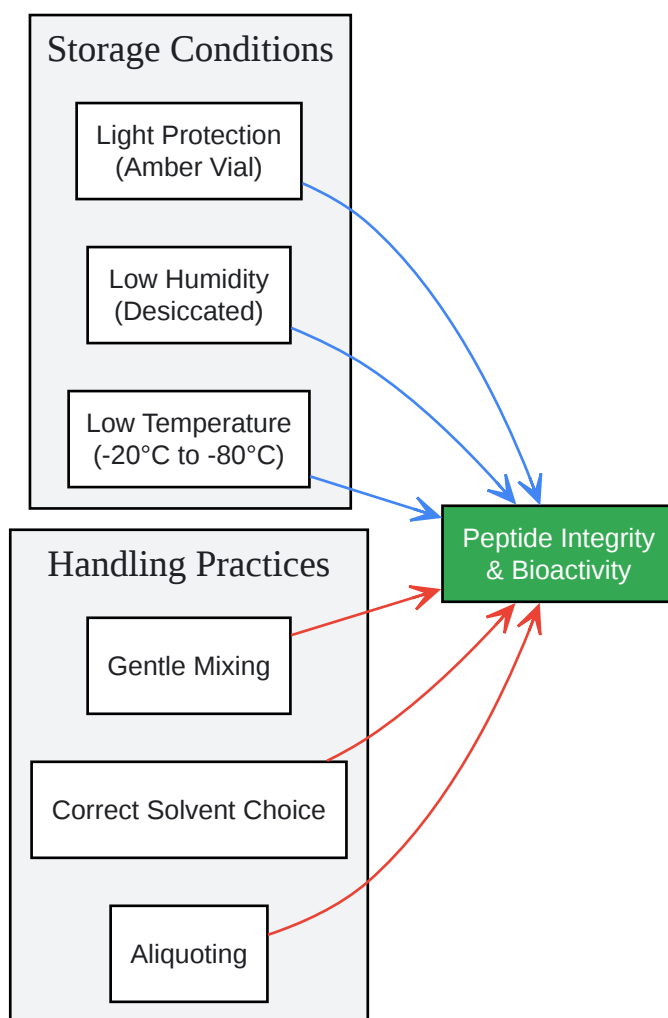 Storage Conditions
Light Protection
(Amber Vial)
Low Humidity
(Desiccated)
Low Temperature
(-20°C to -80°C)
Peptide Integrity
& Bioactivity
Handling Practices
Gentle Mixing
Correct Solvent Choice
Aliquoting